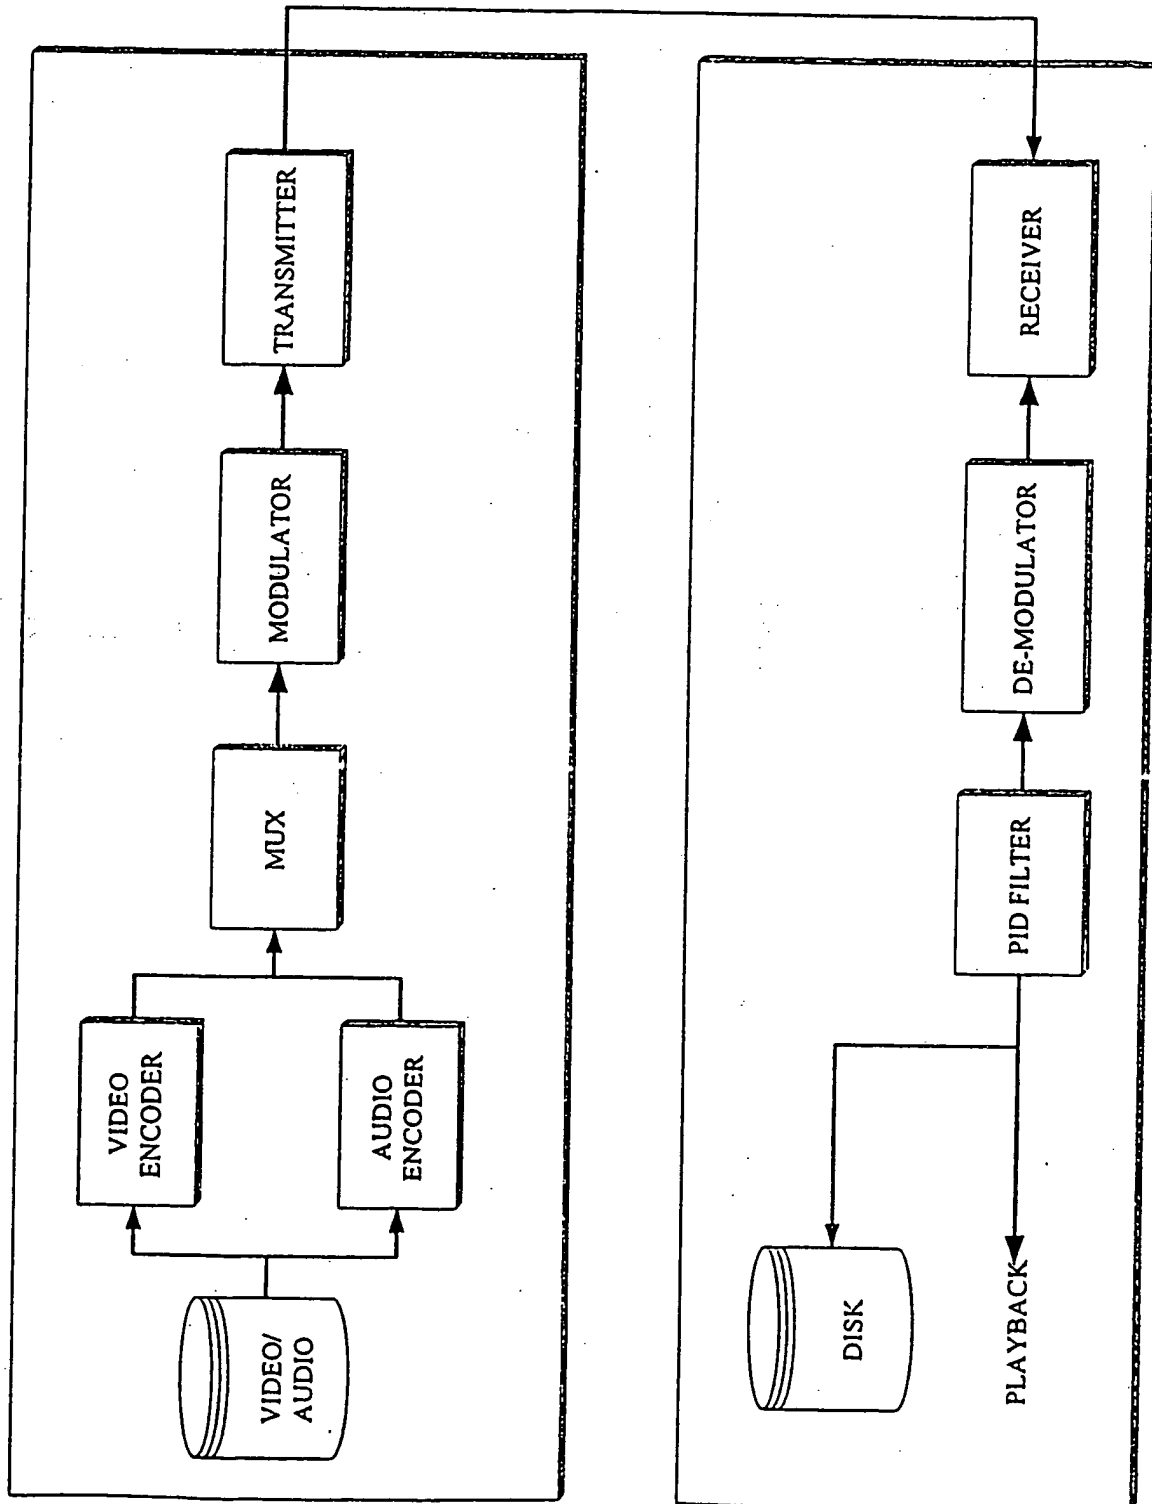 VIDEO/
AUDIO
VIDEO
ENCODER
AUDIO
ENCODER
MUX
MODULATOR
TRANSMITTER
DISK
PLAYBACK
PID FILTER
DE-MODULATOR
RECEIVER